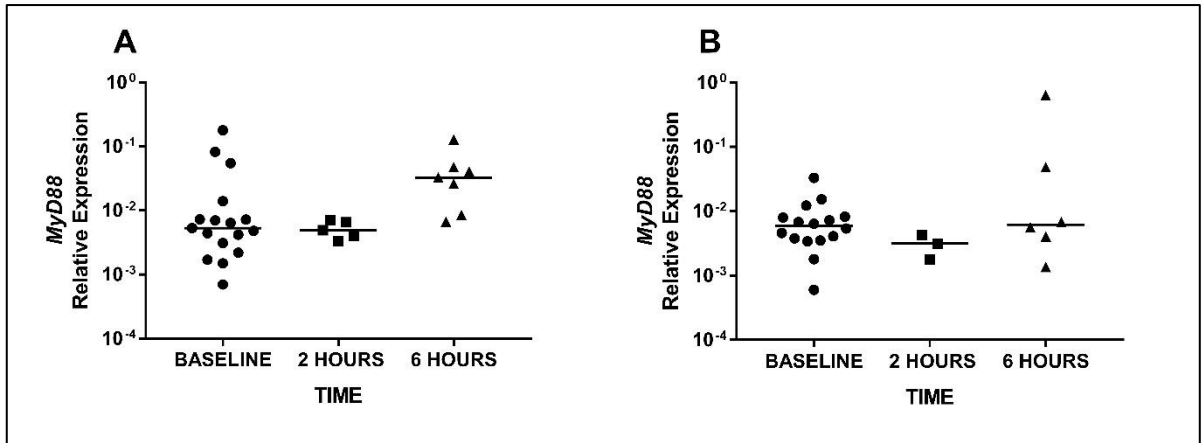 A
MyD88
Relative Expression
10⁰
10⁻¹
10⁻²
10⁻³
10⁻⁴
BASELINE 2 HOURS 6 HOURS
TIME
B
MyD88
Relative Expression
10⁰
10⁻¹
10⁻²
10⁻³
10⁻⁴
BASELINE 2 HOURS 6 HOURS
TIME